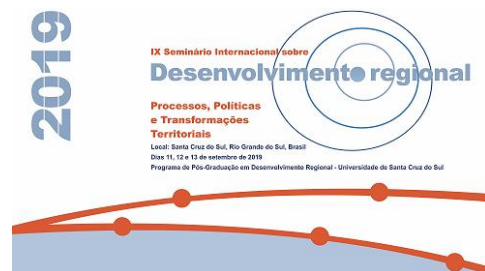 2019
IX Seminário Internacional sobre
Desenvolvimento regional
Processos, Políticas
e Transformações
Territoriais
Local: Santa Cruz do Sul, Rio Grande do Sul, Brasil
Dias 11, 12 e 13 de setembro de 2019
Programa de Pós-Graduação em Desenvolvimento Regional - Universidade de Santa Cruz do Sul